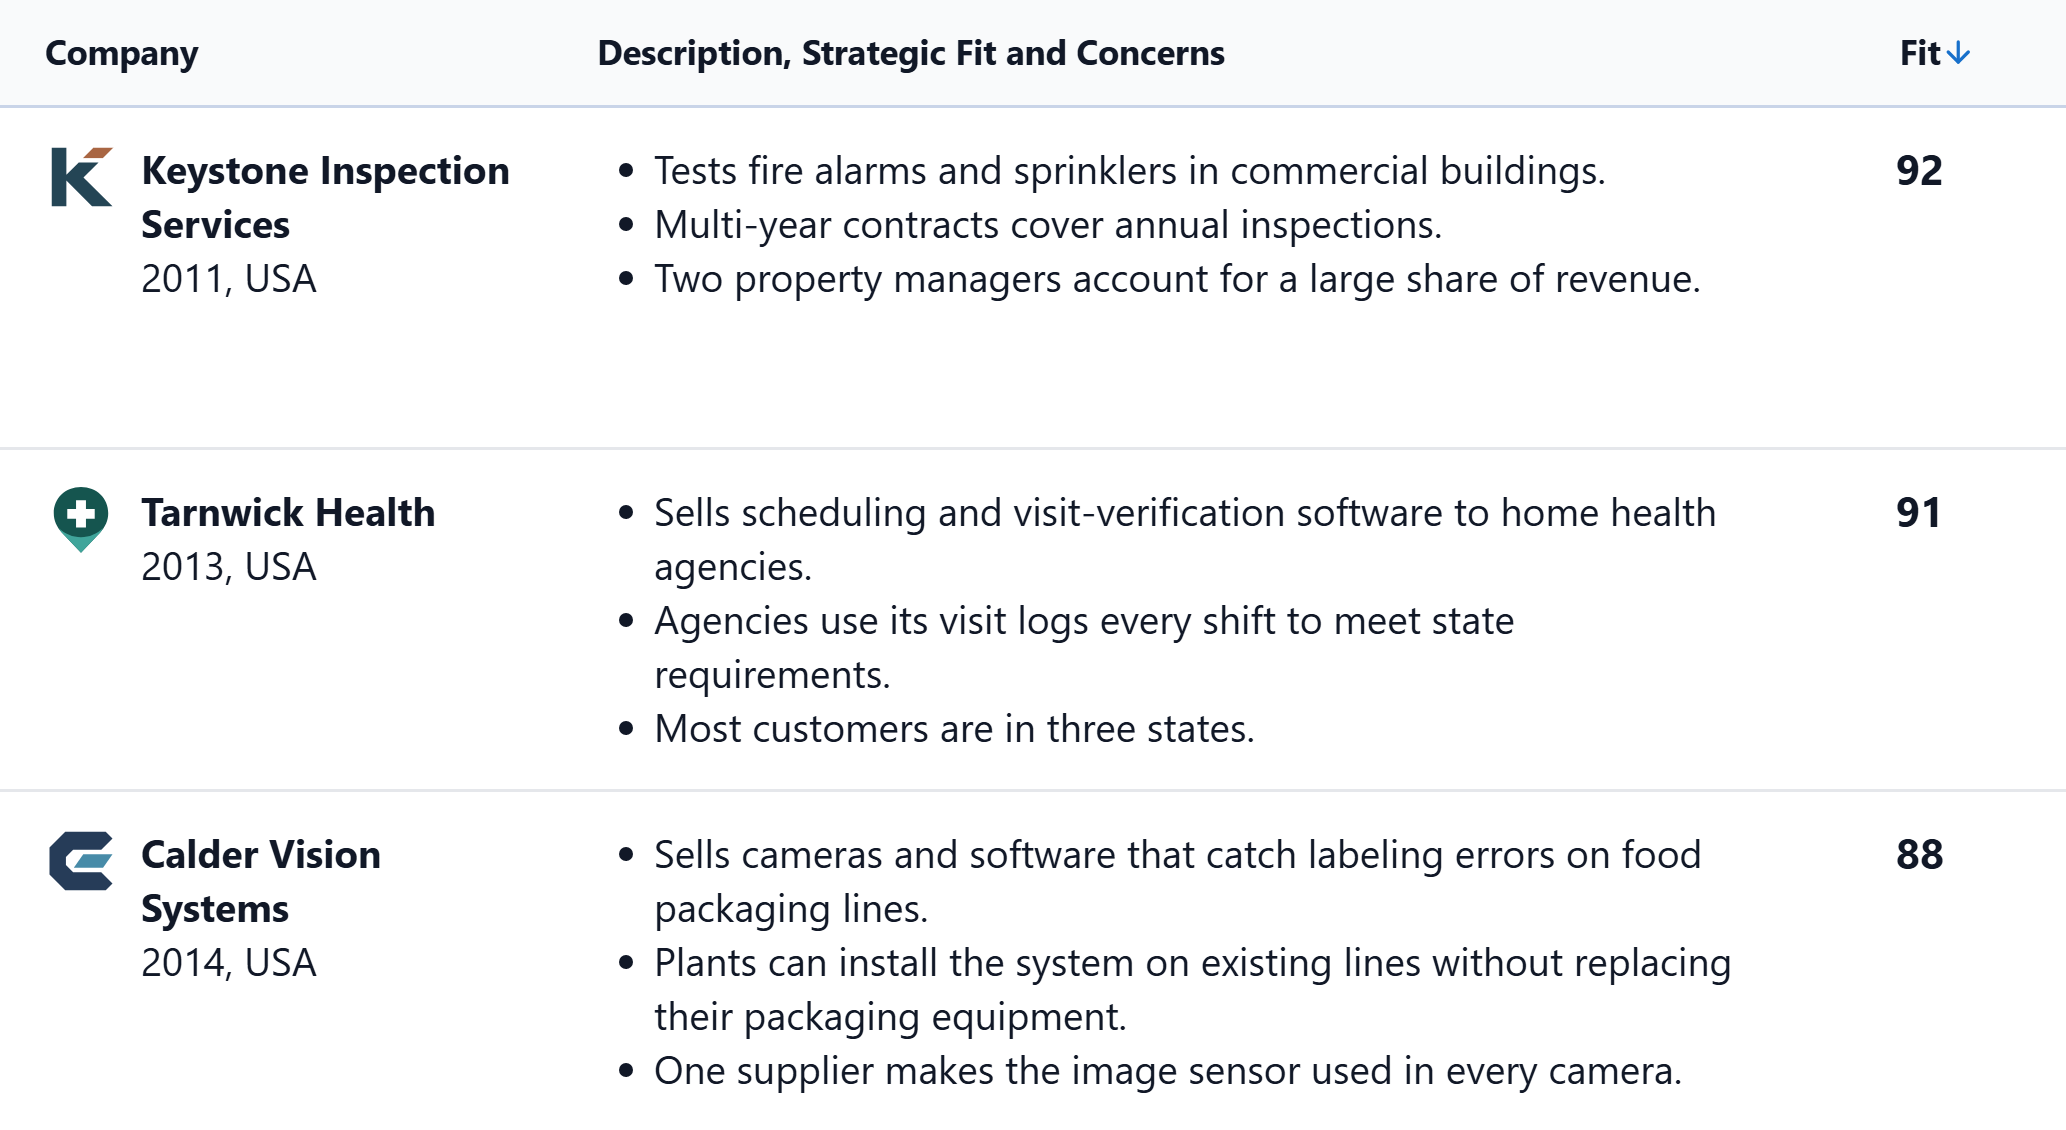 Company
Description, Strategic Fit and Concerns
Fit↓
Keystone Inspection
Services
2011, USA
• Tests fire alarms and sprinklers in commercial buildings.
• Multi-year contracts cover annual inspections.
• Two property managers account for a large share of revenue.
92
Tarnwick Health
2013, USA
• Sells scheduling and visit-verification software to home health
agencies.
• Agencies use its visit logs every shift to meet state
requirements.
• Most customers are in three states.
91
Calder Vision
Systems
2014, USA
• Sells cameras and software that catch labeling errors on food
packaging lines.
• Plants can install the system on existing lines without replacing
their packaging equipment.
• One supplier makes the image sensor used in every camera.
88